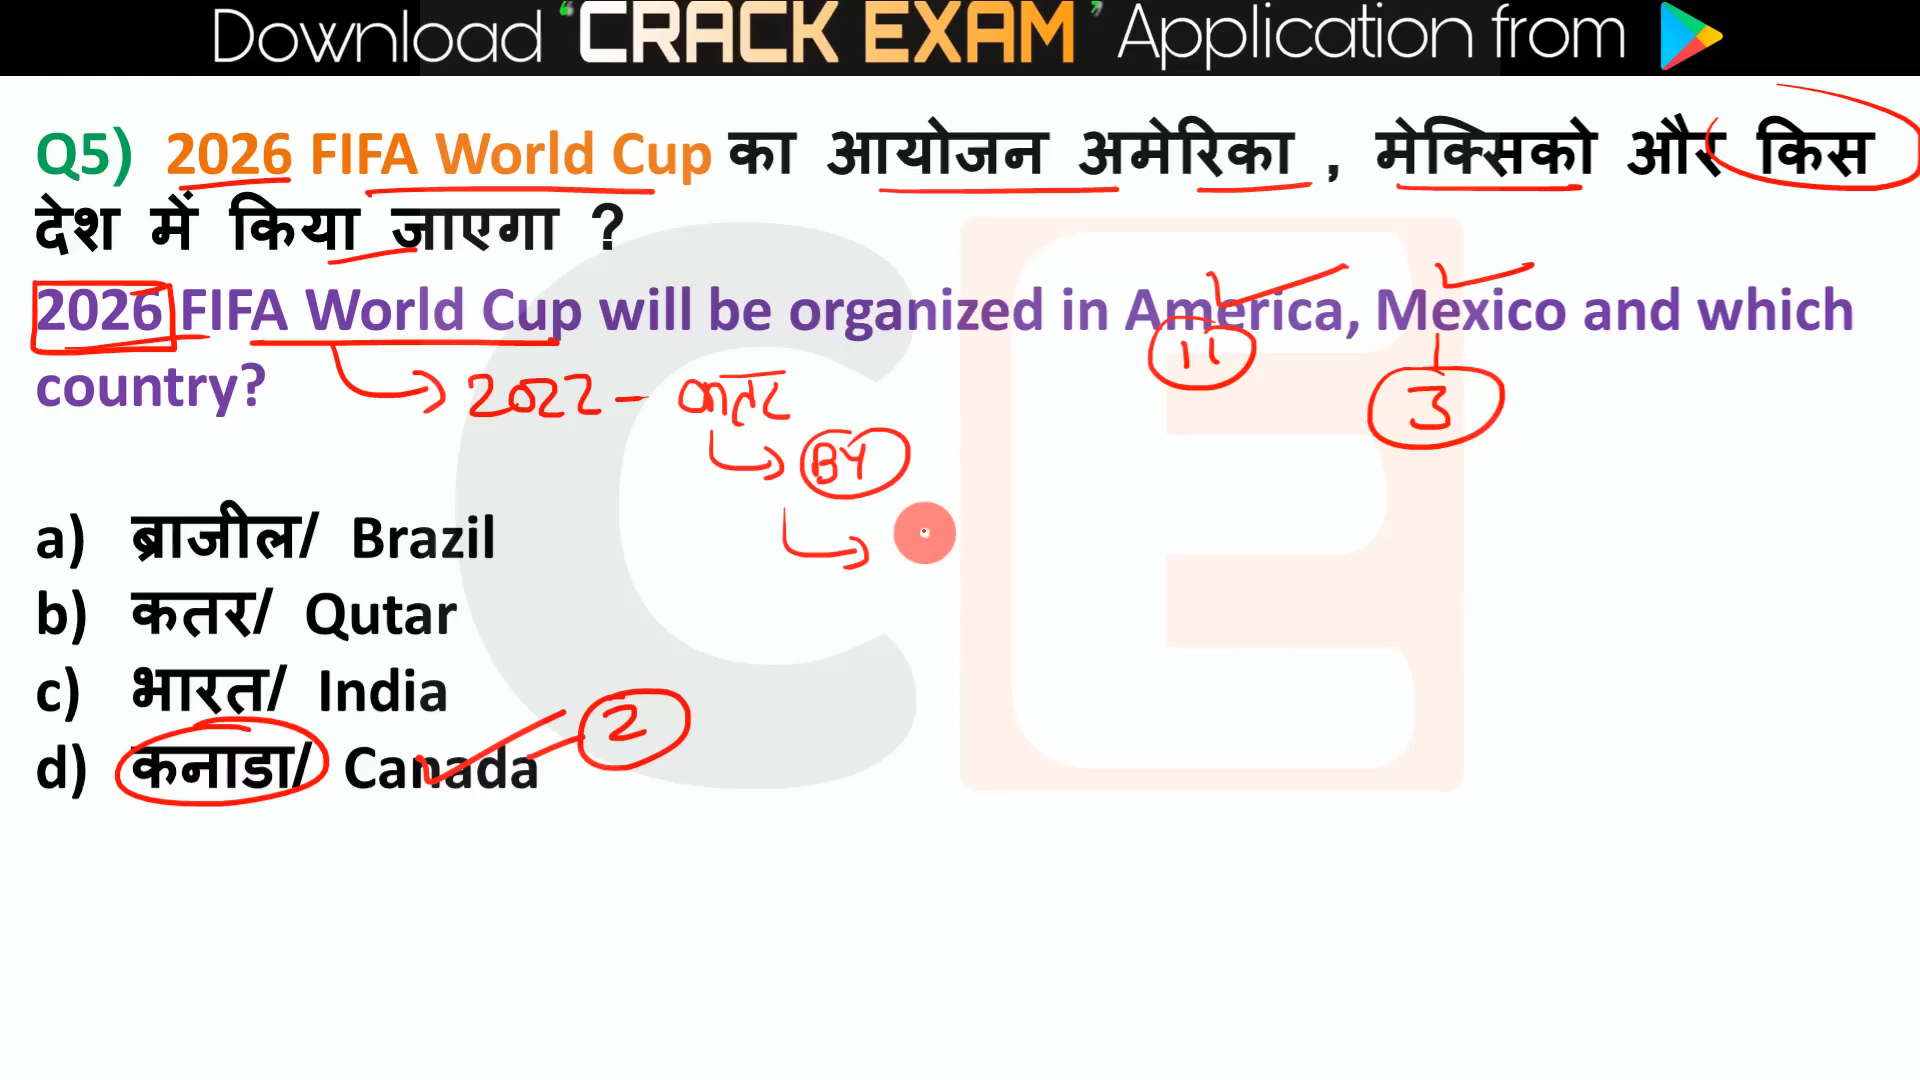 Download 'CRACK EXAM' Application from
Q5) 2026 FIFA World Cup का आयोजन अमेरिका , मेक्सिको और किस
देश में किया जाएगा ?
2026 FIFA World Cup will be organized in America, Mexico and which
country?
11
3
2022 - कतर
BY
a) ब्राजील/ Brazil
b) कतर/ Qutar
c) भारत/ India
d) कनाडा/ Canada
2
CE